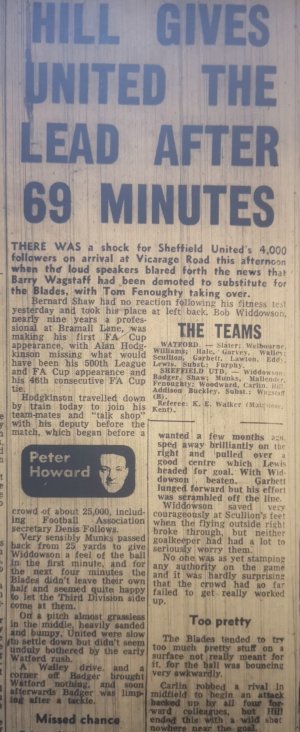 HILL GIVES
UNITED THE
LEAD AFTER
69 MINUTES
THERE WAS a shock for Sheffield United's 4,000
followers on arrival at Vicarage Road this afternoon
when the loud speakers blared forth the news that
Barry Wagstaff had been demoted to substitute for
the Blades, with Tom Fenoughty taking over.
Bernard Shaw had no reaction following his fitness test
yesterday and took his place at left back. Bob Widdowson,
nearly nine years a profes-
sional at Bramall Lane, was
making his first FA Cup
appearance, with Alan Hodg-
kinson missing what would
have been his 500th League
and FA Cup appearance and
his 46th consecutive FA Cup
tie.
Hodgkinson travelled down
by train today to join his
team-mates and "talk shop"
with his deputy before the
match, which began before a
Peter
Howard
crowd of about 25,000, includ-
ing Football Association
secretary Denis Follows.
Very sensibly Munks passed
back from 25 yards to give
Widdowson a feel of the ball
in the first minute, and for
the next four minutes the
Blades didn't leave their own
half and seemed quite happy
to let the Third Division side
come at them.
On a pitch almost grassless
in the middle, heavily sanded
and bumpy, United were slow
to settle down but didn't seem
unduly bothered by the early
Watford rush.
A Walley drive and a
corner off Badger brought
Watford nothing, and soon
afterwards Badger was limp-
ing after a tackle.
Missed chance
THE TEAMS
WATFORD. — Slater; Welbourne,
Williams; Hale, Garvey, Walley;
Scullion, Garbett, Lewton, Eddy,
Currie. Subst.: Furphy.
SHEFFIELD UTD. — Widdowson;
Badger, Shaw; Munks, Mallender,
Fenoughty; Woodward, Carlin, Hill,
Addison Buckley. Subst.: Wagstaff
(B).
Referee: K. E. Walker
Kent).
wanted a few months ago,
sped away brilliantly on the
right and pulled over a
good centre which Lewis
headed for goal. With Wid-
dowson beaten, Garbett
lunged forward but his effort
was scrambled off the line.
Widdowson saved very
courageously at Scullion's feet
when the flying outside right
broke through, but neither
goalkeeper had had a lot to
seriously worry them.
No one was as yet stamping
any authority on the game
and it was hardly surprising
that the crowd had so far
failed to get really worked
up.
Too pretty
The Blades tended to try
too much pretty stuff on a
surface not really meant for
it, for the ball was bouncing
very awkwardly.
Carlin robbed a rival in
midfield to begin an attack
backed up by all four for-
ward colleagues, but Hill
ended this with a wild shot
nowhere near the goal.